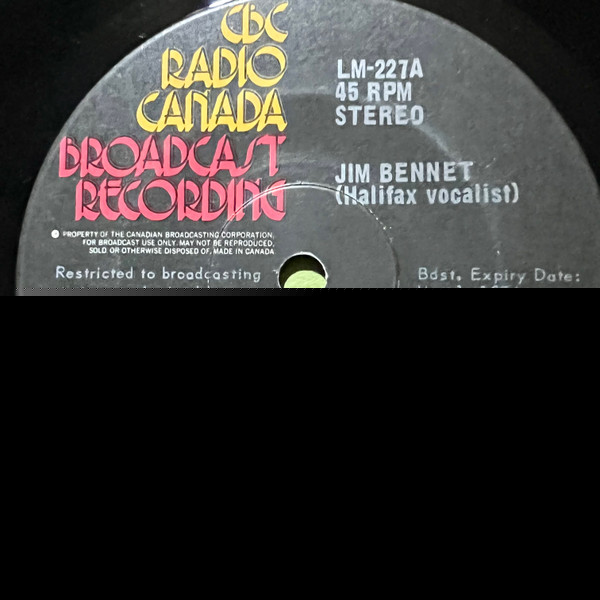 CBC
RADIO
CANADA
BROADCAST
RECORDING
PROPERTY OF THE CANADIAN BROADCASTING CORPORATION,
FOR BROADCAST USE ONLY. MAY NOT BE REPRODUCED,
SOLD, OR OTHERWISE DISPOSED OF. MADE IN CANADA
LM-227A
45 RPM
STEREO
JIM BENNET
(Halifax vocalist)
Restricted to broadcasting
Bdst. Expiry Date: